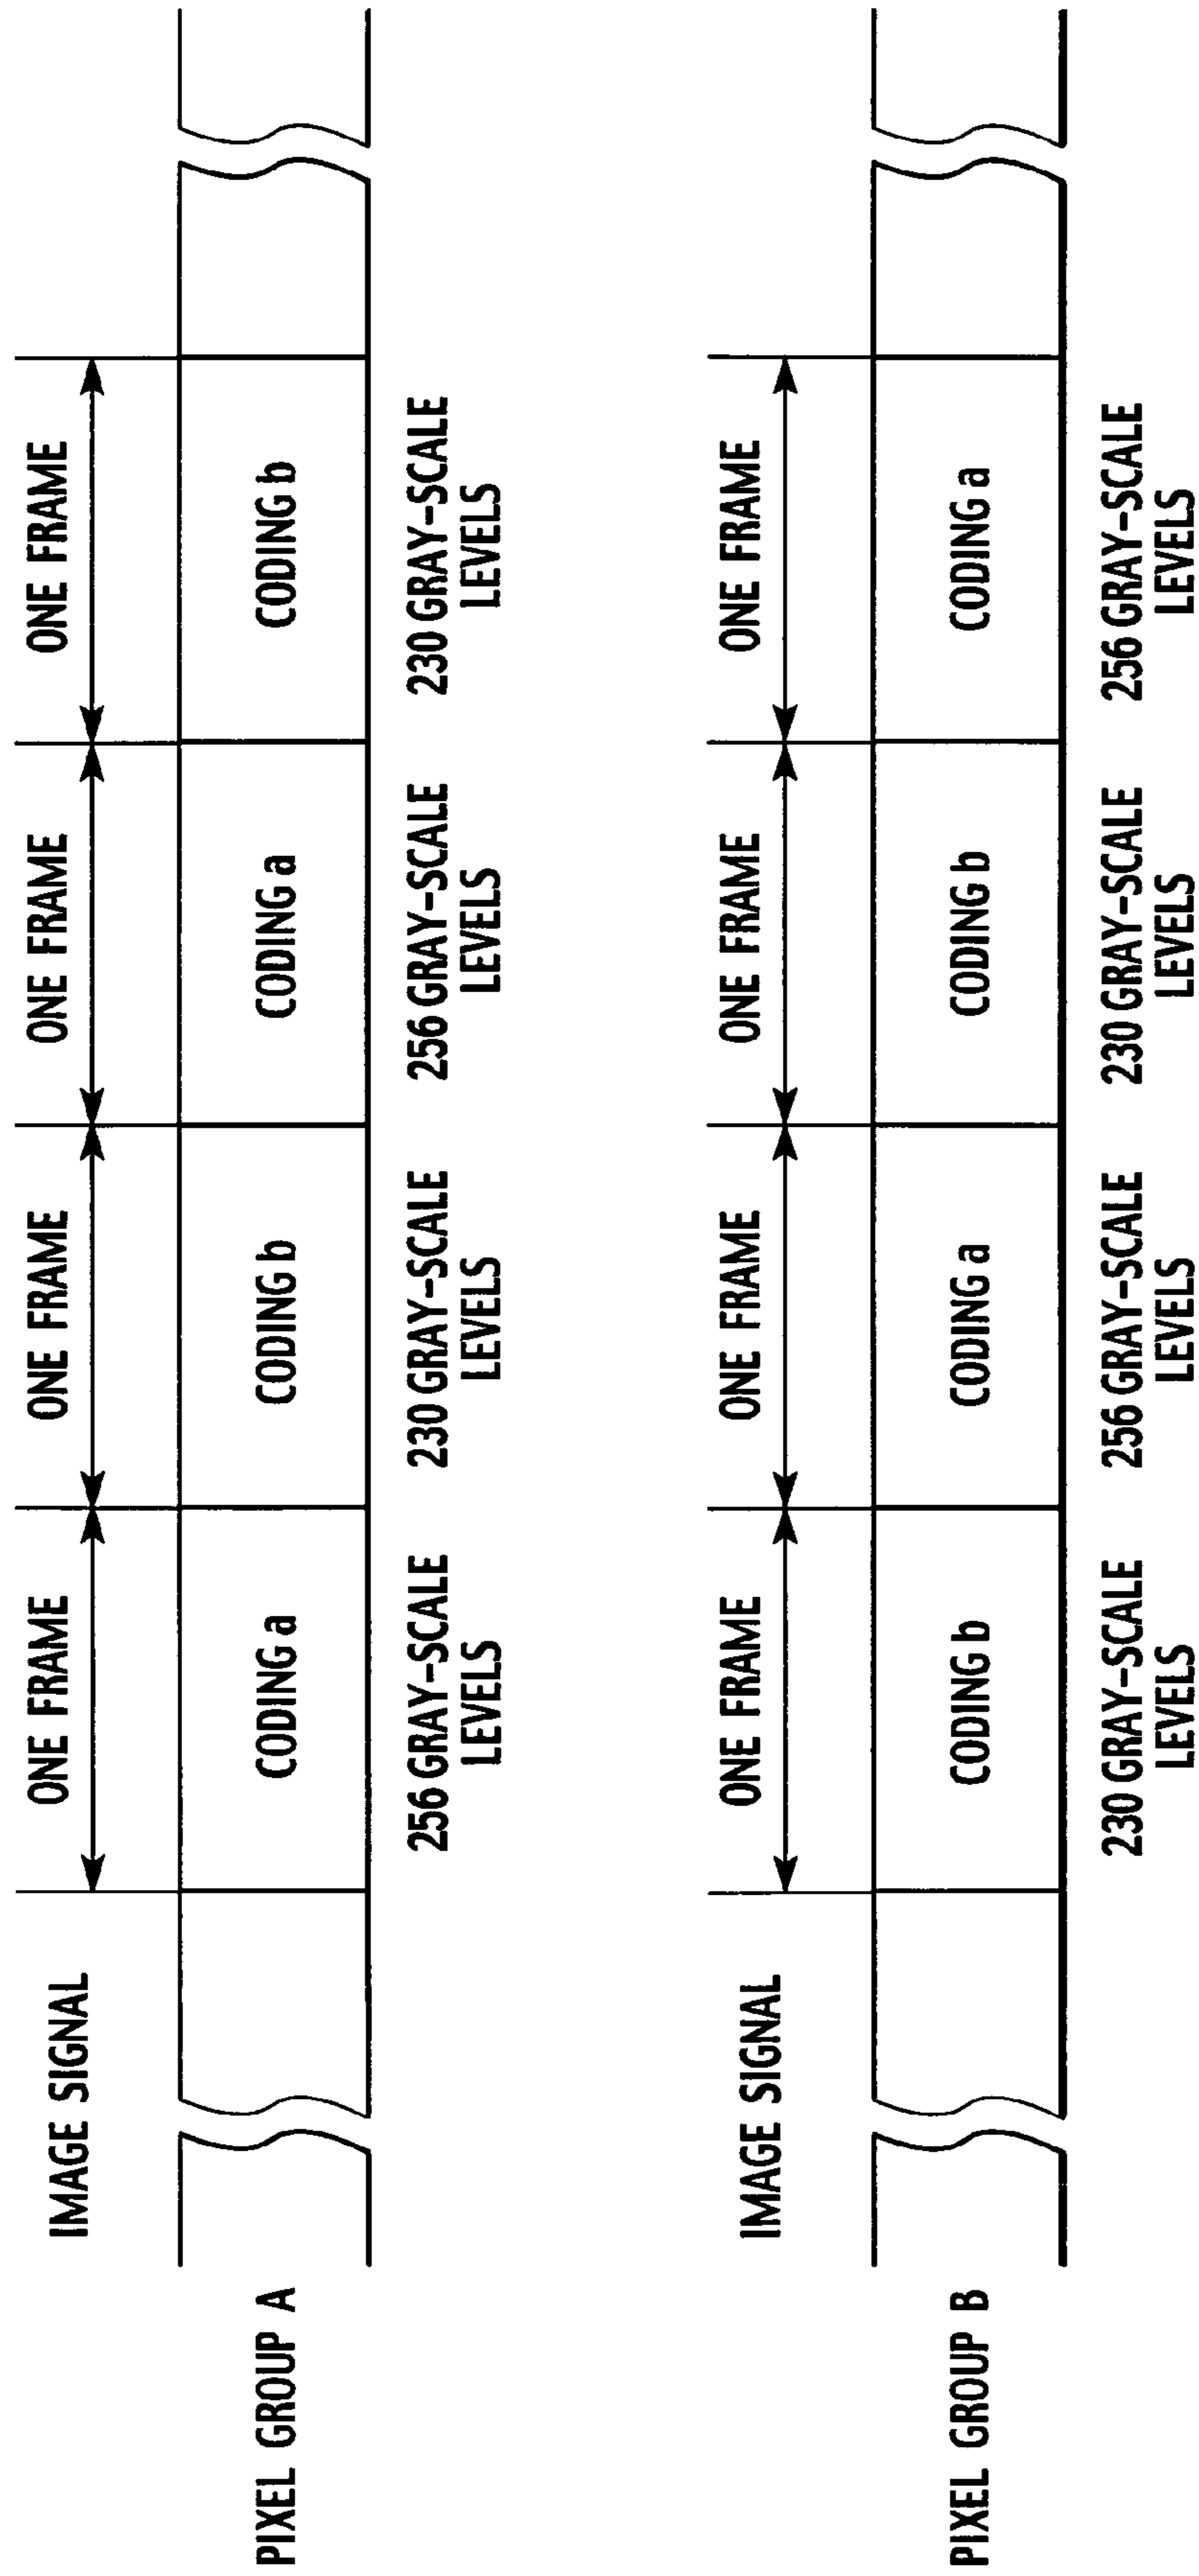 IMAGE SIGNAL
ONE FRAME
ONE FRAME
ONE FRAME
ONE FRAME
PIXEL GROUP A
CODING a
CODING b
CODING a
CODING b
256 GRAY-SCALE
LEVELS
230 GRAY-SCALE
LEVELS
256 GRAY-SCALE
LEVELS
230 GRAY-SCALE
LEVELS
IMAGE SIGNAL
ONE FRAME
ONE FRAME
ONE FRAME
ONE FRAME
PIXEL GROUP B
CODING b
CODING a
CODING b
CODING a
230 GRAY-SCALE
LEVELS
256 GRAY-SCALE
LEVELS
230 GRAY-SCALE
LEVELS
256 GRAY-SCALE
LEVELS